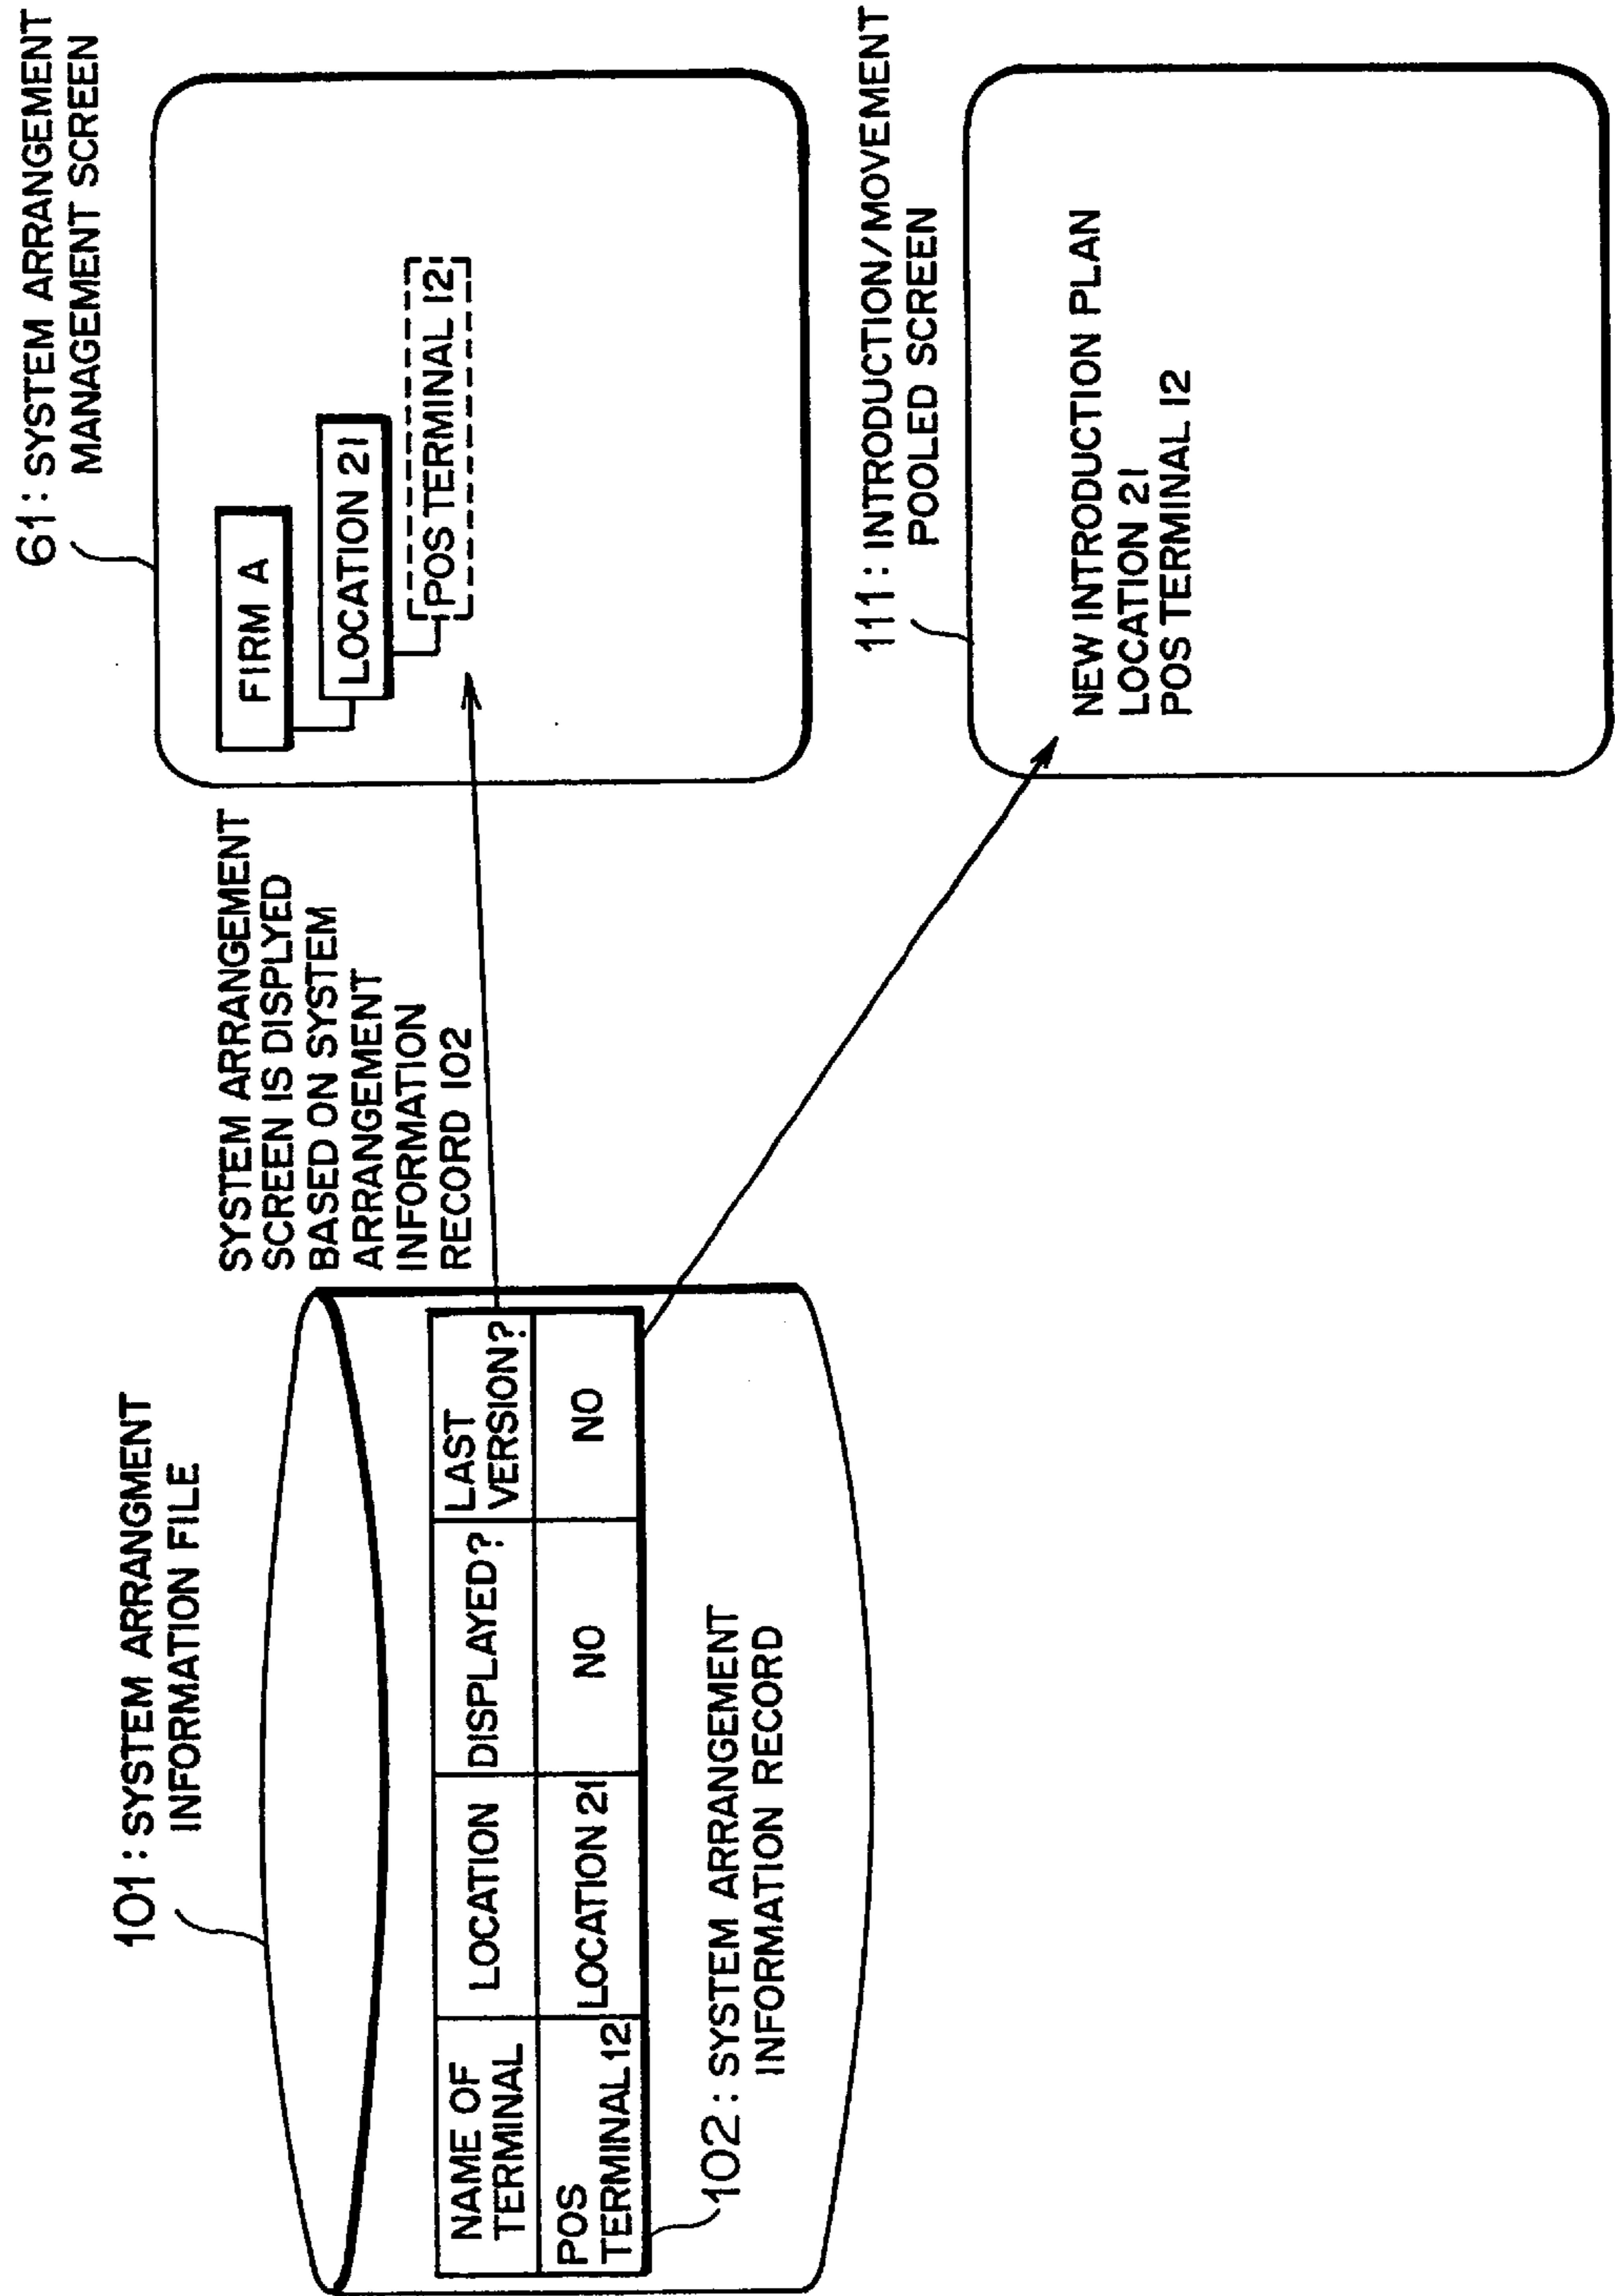 101: SYSTEM ARRANGMENT
INFORMATION FILE
NAME OF
TERMINAL
LOCATION
DISPLAYED?
LAST
VERSION?
POS
TERMINAL 12
LOCATION 21
NO
NO
102: SYSTEM ARRANGEMENT
INFORMATION RECORD
SYSTEM ARRANGEMENT
SCREEN IS DISPLYED
BASED ON SYSTEM
ARRANGEMENT
INFORMATION
RECORD 102
61: SYSTEM ARRANGEMENT
MANAGEMENT SCREEN
FIRM A
LOCATION 21
POS TERMINAL 12
111: INTRODUCTION/MOVEMENT
POOLED SCREEN
NEW INTRODUCTION PLAN
LOCATION 21
POS TERMINAL 12